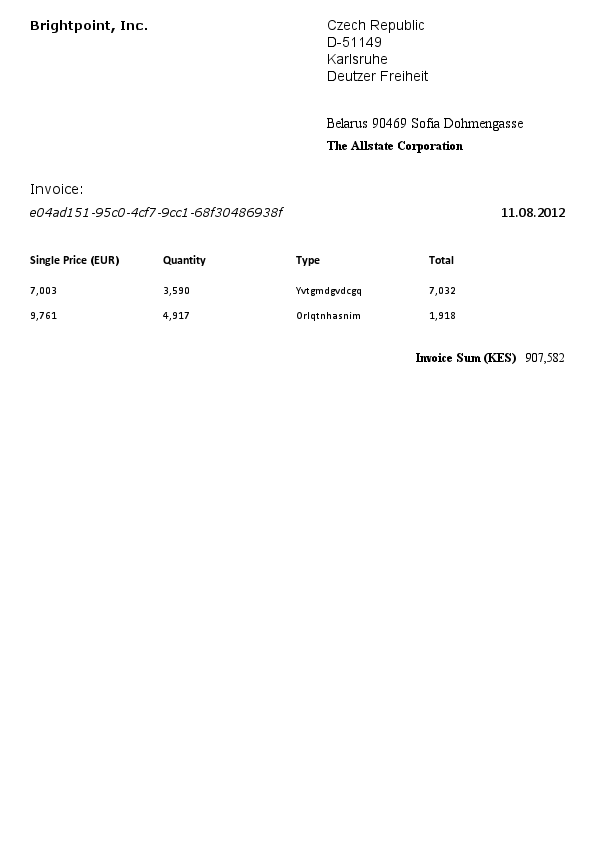 Brightpoint, Inc.
Czech Republic
D-51149
Karlsruhe
Deutzer Freiheit
Belarus 90469 Sofia Dohmengasse
The Allstate Corporation
Invoice:
e04ad151-95c0-4cf7-9cc1-68f30486938f 11.08.2012
Single Price (EUR) Quantity Type Total
7,003 3,590 Yvtgmdgvdcgq 7,032
9,761 4,917 Orlqtnhasnim 1,918
Invoice Sum (KES) 907,582